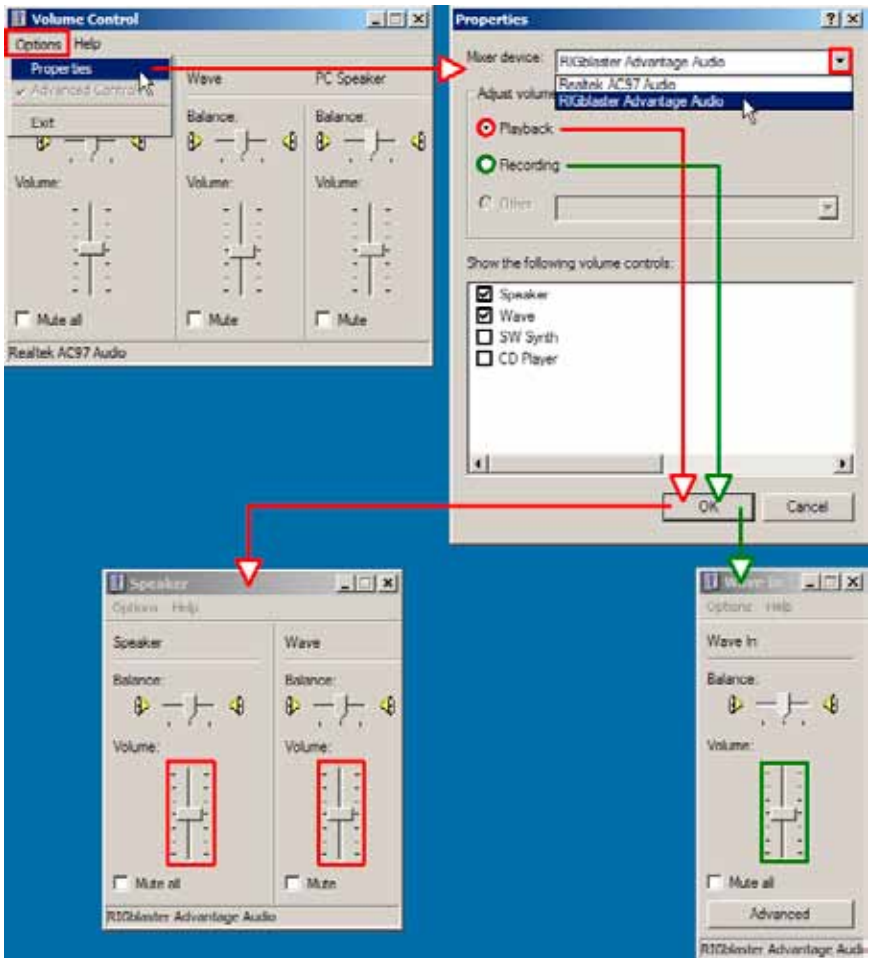 Volume Control
Options Help
Properties
Advanced Controls
Exit
Wave
PC Speaker
Balance:
Balance:
Volume:
Volume:
Volume:
Mute all
Mute
Mute
Realtek AC97 Audio
Properties
Mixer device:
RIGblaster Advantage Audio
Realtek AC97 Audio
RIGblaster Advantage Audio
Adjust volume
Playback
Recording
Other
Show the following volume controls:
Speaker
Wave
SW Synth
CD Player
OK
Cancel
Speaker
Options Help
Speaker
Wave
Balance:
Balance:
Volume:
Volume:
Mute all
Mute
RIGblaster Advantage Audio
Wave In
Options Help
Wave In
Balance:
Volume:
Mute all
Advanced
RIGblaster Advantage Audi